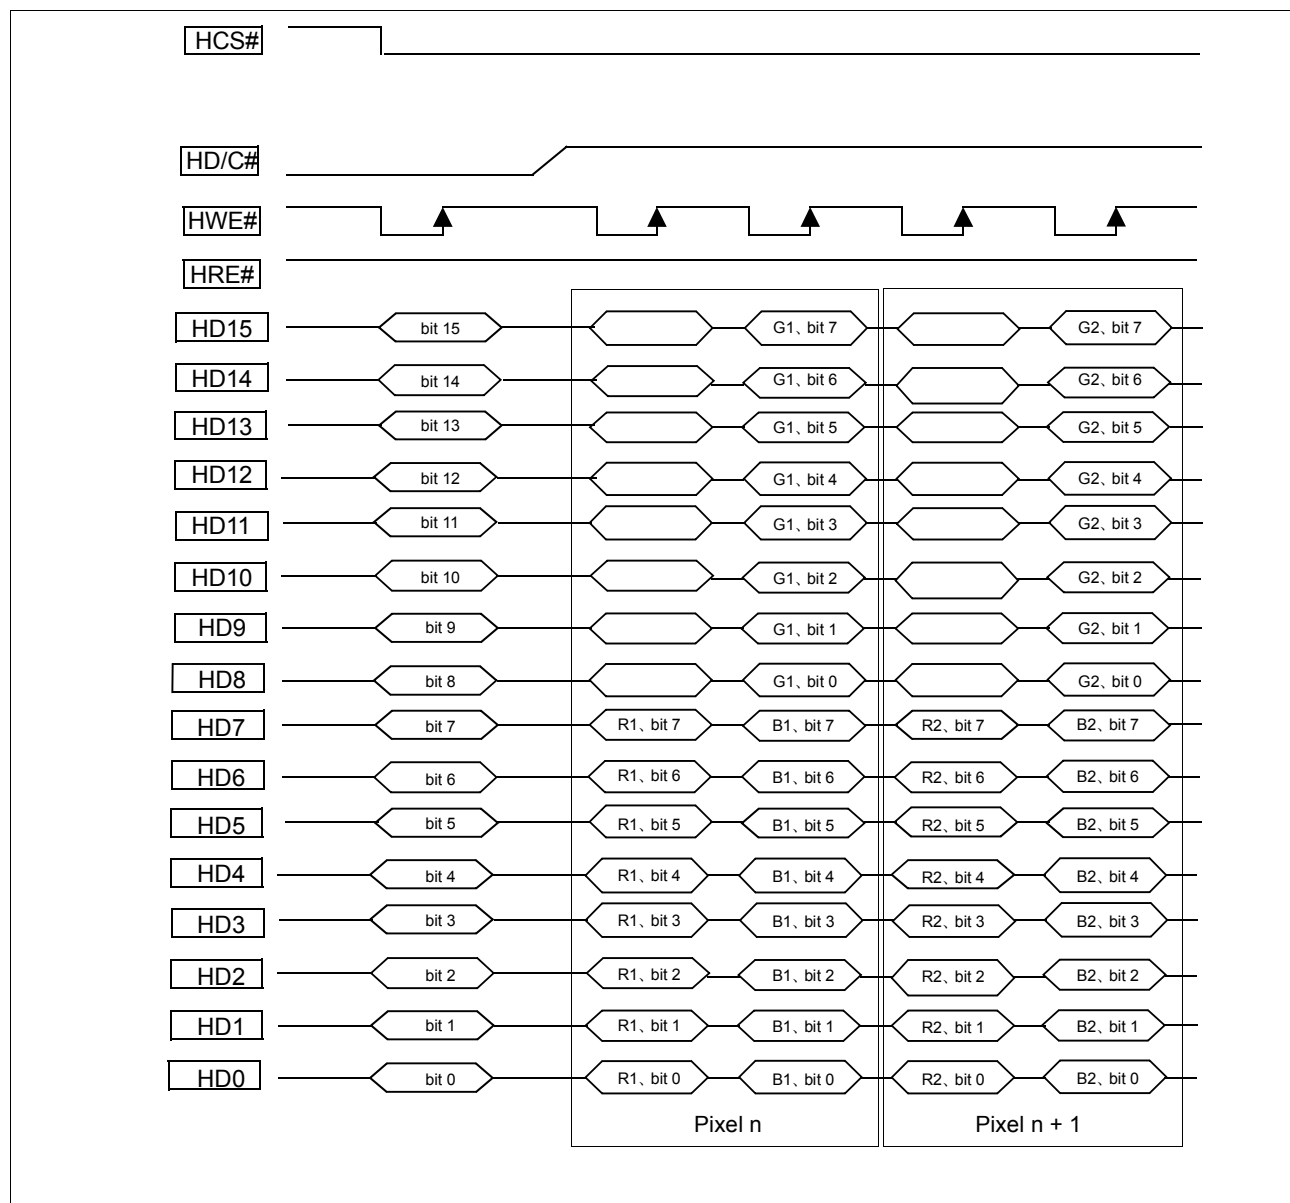 HCS#
HD/C#
HWE#
HRE#
HD15 bit 15 G1、bit 7 G2、bit 7
HD14 bit 14 G1、bit 6 G2、bit 6
HD13 bit 13 G1、bit 5 G2、bit 5
HD12 bit 12 G1、bit 4 G2、bit 4
HD11 bit 11 G1、bit 3 G2、bit 3
HD10 bit 10 G1、bit 2 G2、bit 2
HD9 bit 9 G1、bit 1 G2、bit 1
HD8 bit 8 G1、bit 0 G2、bit 0
HD7 bit 7 R1、bit 7 B1、bit 7 R2、bit 7 B2、bit 7
HD6 bit 6 R1、bit 6 B1、bit 6 R2、bit 6 B2、bit 6
HD5 bit 5 R1、bit 5 B1、bit 5 R2、bit 5 B2、bit 5
HD4 bit 4 R1、bit 4 B1、bit 4 R2、bit 4 B2、bit 4
HD3 bit 3 R1、bit 3 B1、bit 3 R2、bit 3 B2、bit 3
HD2 bit 2 R1、bit 2 B1、bit 2 R2、bit 2 B2、bit 2
HD1 bit 1 R1、bit 1 B1、bit 1 R2、bit 1 B2、bit 1
HD0 bit 0 R1、bit 0 B1、bit 0 R2、bit 0 B2、bit 0
Pixel n Pixel n + 1